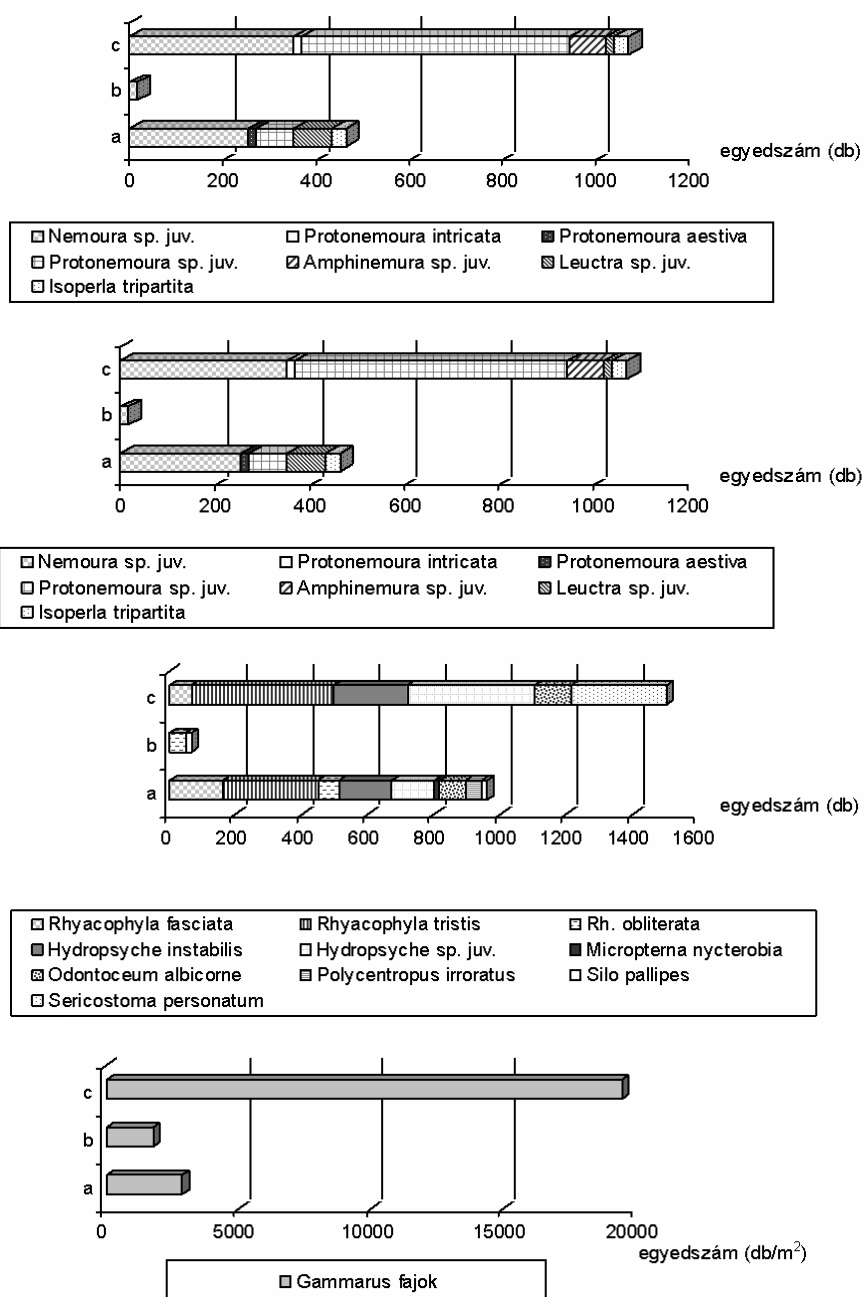 c
b
a
egyedszám (db)
0 200 400 600 800 1000 1200
Nemoura sp. juv. Protonemoura intricata Protonemoura aestiva
Protonemoura sp. juv. Amphinemura sp. juv. Leuctra sp. juv.
Isoperla tripartita
c
b
a
egyedszám (db)
0 200 400 600 800 1000 1200
Nemoura sp. juv. Protonemoura intricata Protonemoura aestiva
Protonemoura sp. juv. Amphinemura sp. juv. Leuctra sp. juv.
Isoperla tripartita
c
b
a
egyedszám (db)
0 200 400 600 800 1000 1200 1400 1600
Rhyacophyla fasciata Rhyacophyla tristis Rh. obliterata
Hydropsyche instabilis Hydropsyche sp. juv. Micropterna nycterobia
Odontoceum albicorne Polycentropus irroratus Silo pallipes
Sericostoma personatum
c
b
a
0 5000 10000 15000 20000
egyedszám (db/m²)
Gammarus fajok